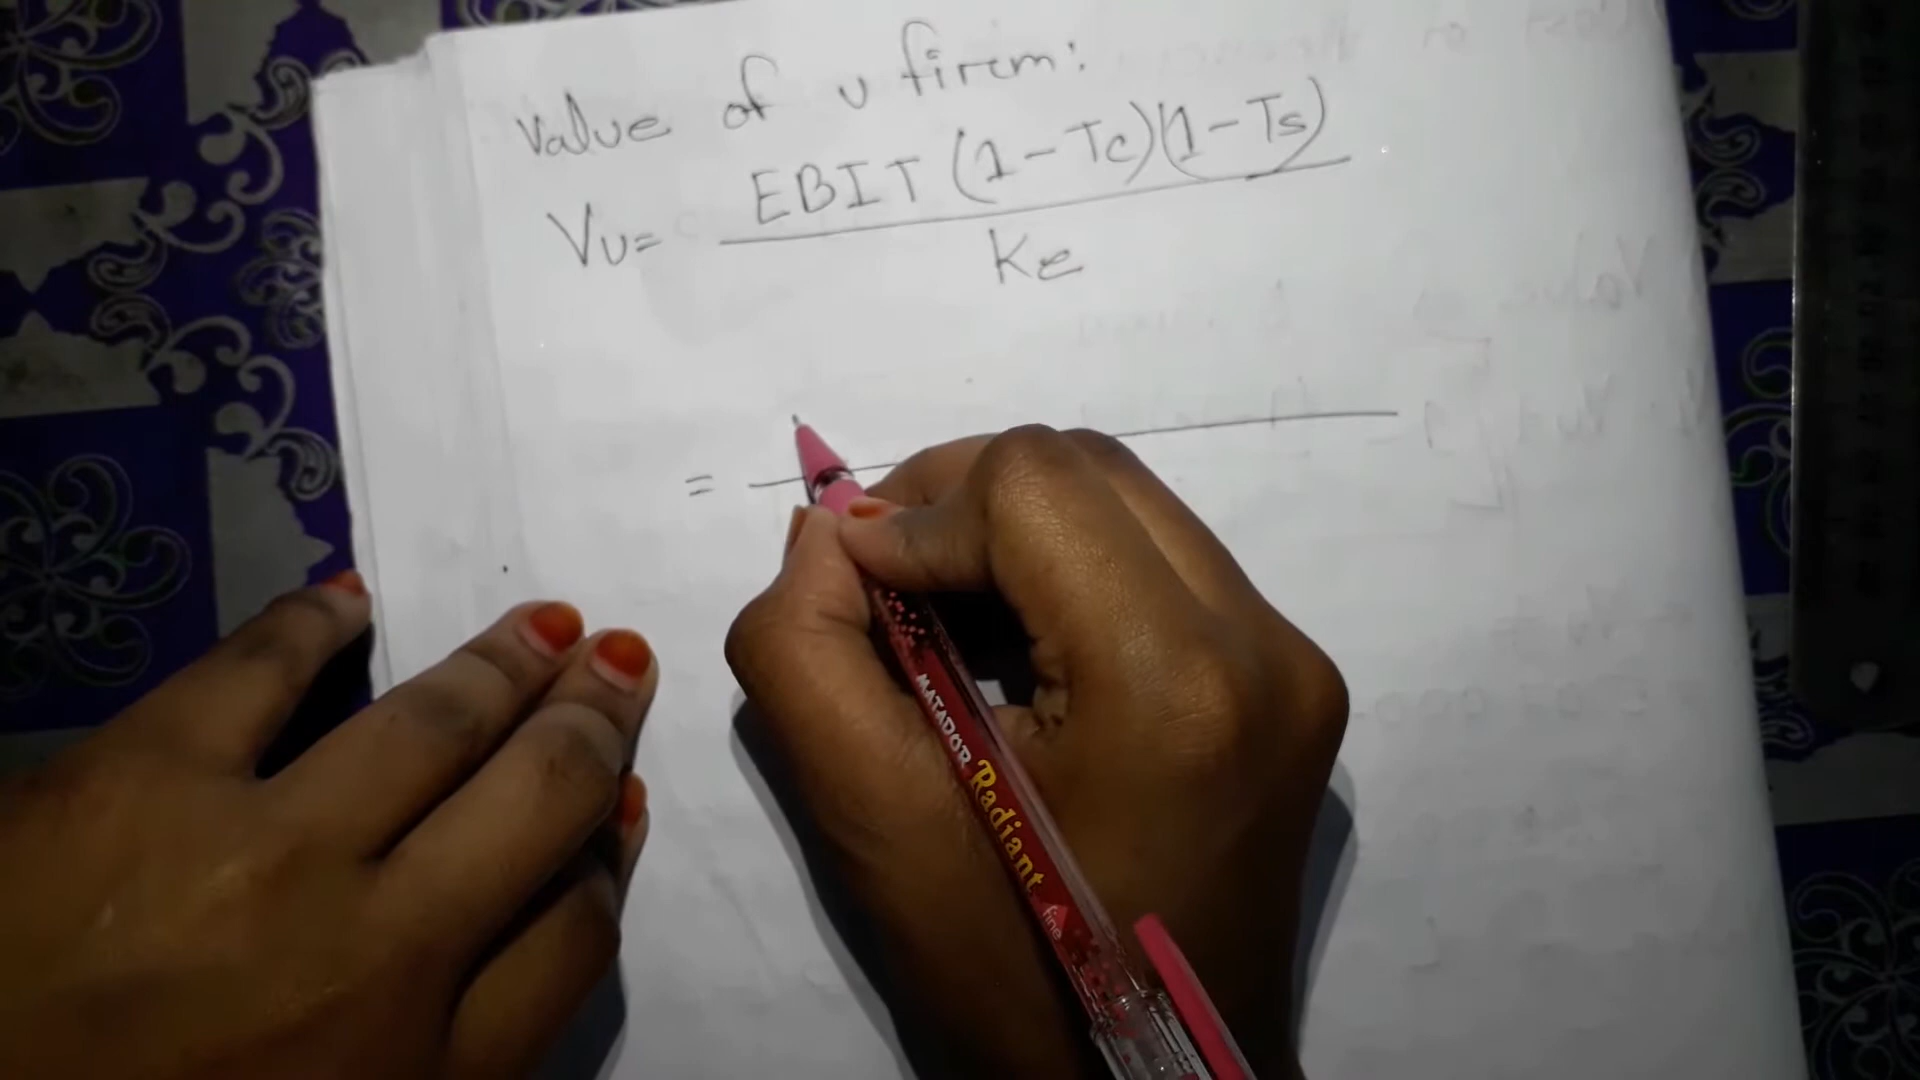 Value of U firm:
Vu= EBIT (1-Tc)(1-Ts)
Ke
=
MATADOR Radiant fine